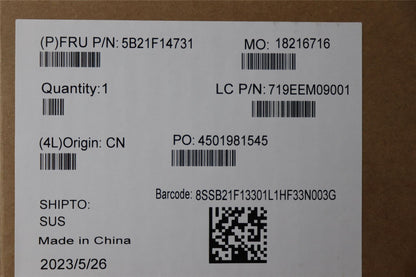 (P)FRU P/N: 5B21F14731
MO: 18216716
Quantity:1
LC P/N: 719EEM09001
(4L)Origin: CN
PO: 4501981545
Barcode: 8SSB21F13301L1HF33N003G
SHIPTO:
SUS
Made in China
2023/5/26